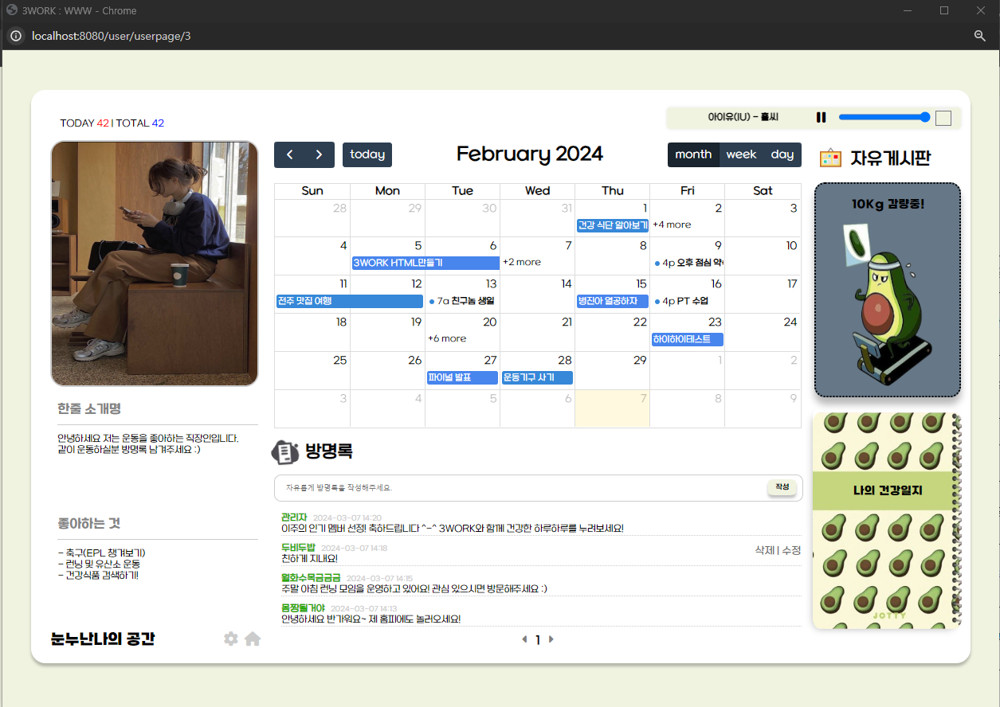 3WORK : WWW - Chrome
localhost:8080/user/userpage/3
TODAY 42 | TOTAL 42
아이유(IU) - 홀씨
today
February 2024
month week day
자유게시판
Sun Mon Tue Wed Thu Fri Sat
28 29 30 31 1 2 3
건강 식단 알아보기 +4 more
4 5 6 7 8 9 10
3WORK HTML만들기 +2 more 4p 오후 점심 약
11 12 13 14 15 16 17
전주 맛집 여행 7a 친구놈 생일 병진아 열공하자 4p PT 수업
18 19 20 21 22 23 24
+6 more 하이하이테스트
25 26 27 28 29 1 2
파이널 발표 운동기구 사기
3 4 5 6 7 8 9
10Kg 감량중!
한줄 소개명
안녕하세요 저는 운동을 좋아하는 직장인입니다.
같이 운동하실분 방명록 남겨주세요 :)
좋아하는 것
- 축구(EPL 챙겨보기)
- 런닝 및 유산소 운동
- 건강식품 검색하기!
눈누난나의 공간
방명록
자유롭게 방명록을 작성해주세요.
작성
관리자 2024-03-07 14:20
이주의 인기 멤버 선정! 축하드립니다 ^-^ 3WORK와 함께 건강한 하루하루를 누려보세요!
두비두밥 2024-03-07 14:18
친하게 지내요!
삭제 | 수정
월화수목금금금 2024-03-07 14:15
주말 아침 런닝 모임을 운영하고 있어요! 관심 있으시면 방문해주세요 :)
몸짱될거야 2024-03-07 14:13
안녕하세요 반가워요~ 제 홈피에도 놀러오세요!
1
나의 건강일지
JOTTY